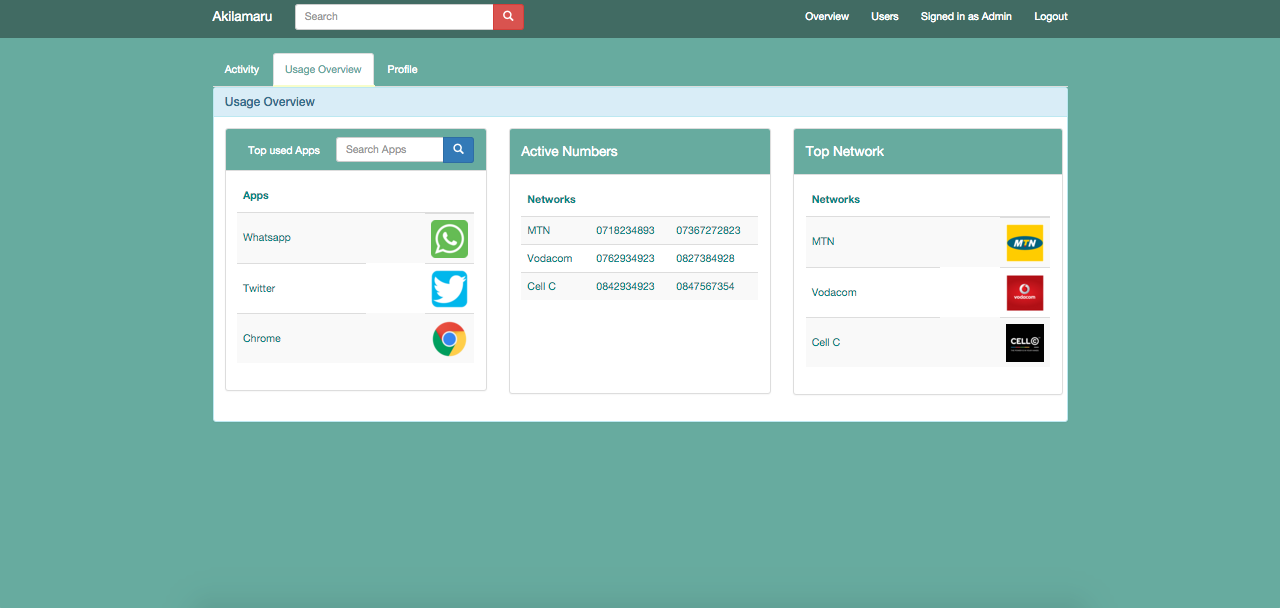 Akilamaru Search Overview Users Signed in as Admin Logout
Activity Usage Overview Profile
Usage Overview
Top used Apps Search Apps
Apps
Whatsapp
Twitter
Chrome
Active Numbers
Networks
MTN 0718234893 07367272823
Vodacom 0762934923 0827384928
Cell C 0842934923 0847567354
Top Network
Networks
MTN MTN
Vodacom vodacom
Cell C CELL C